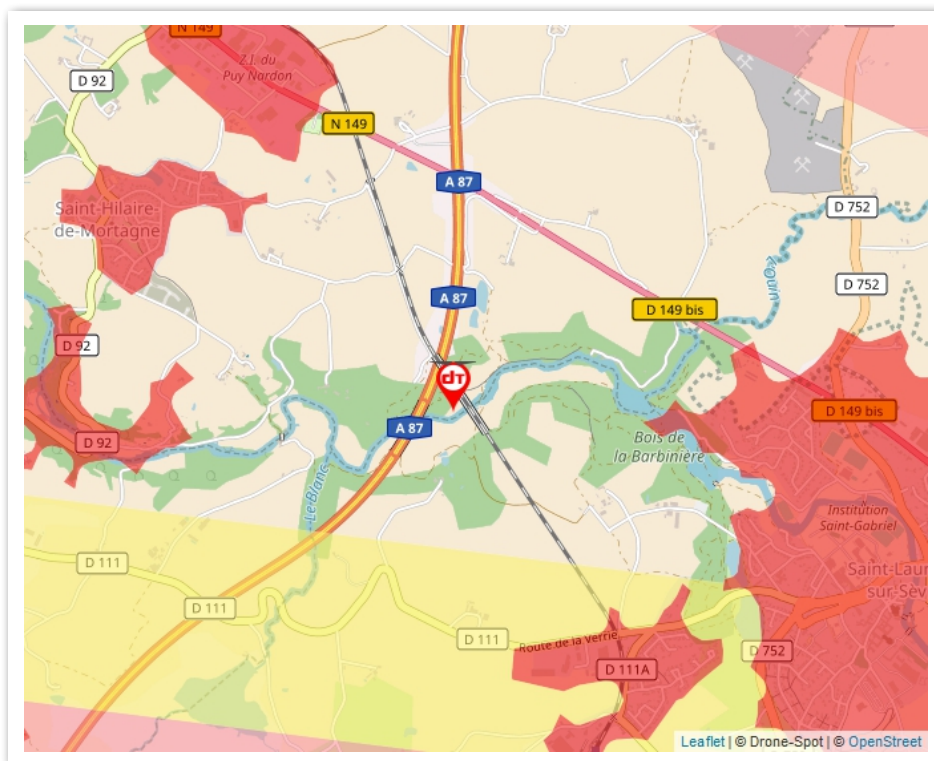 N 149
Z.I. du
Puy Nardon
D 92
N 149
A 87
Saint-Hilaire-
de-Mortagne
D 752
l'Ouin
D 752
A 87
D 149 bis
D 92
dT
D 149 bis
A 87
D 92
Bois de
la Barbinière
Le Blanc
Institution
Saint-Gabriel
D 111
Saint-Laur
sur-Sèv
D 111
D 111
Route de la Verrie
D 752
D 111A
Leaflet | © Drone-Spot | © OpenStreet